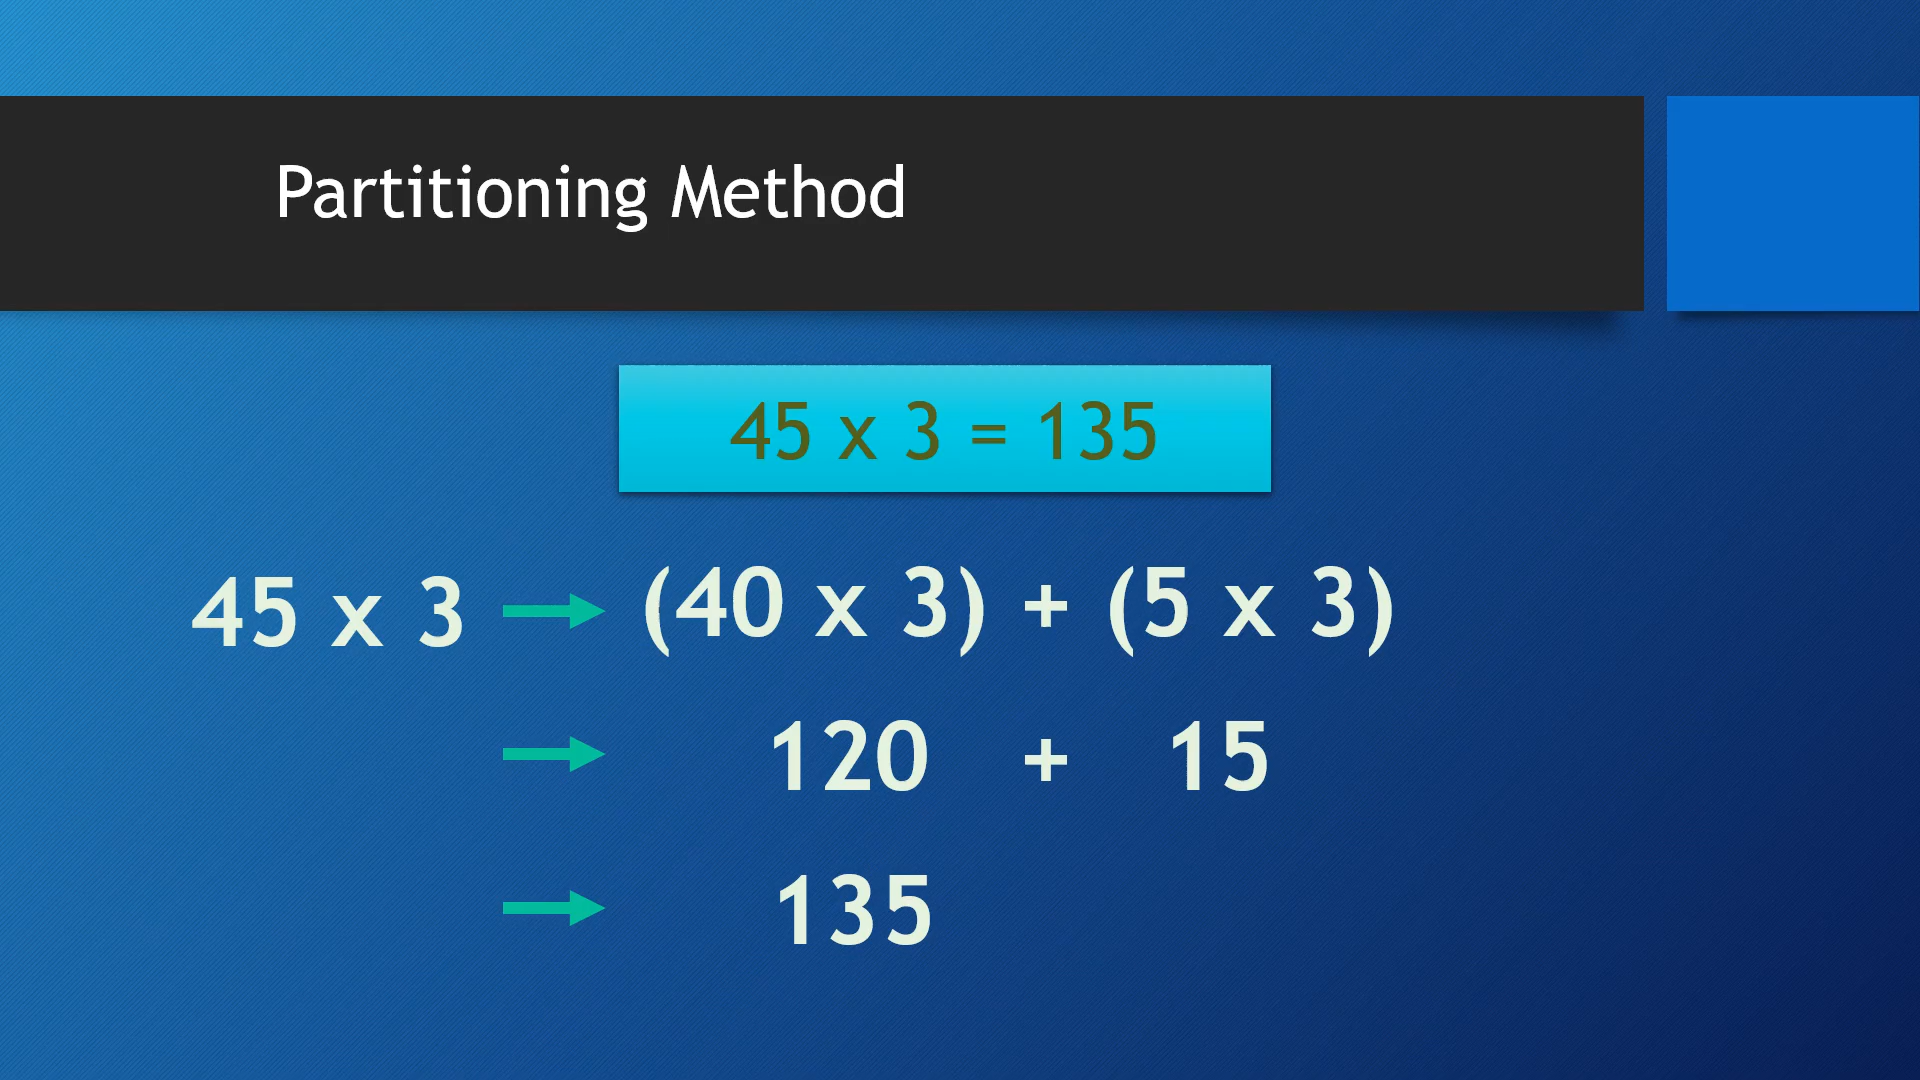 Partitioning Method
45 x 3 = 135
45 x 3 → (40 x 3) + (5 x 3)
→ 120 + 15
→ 135